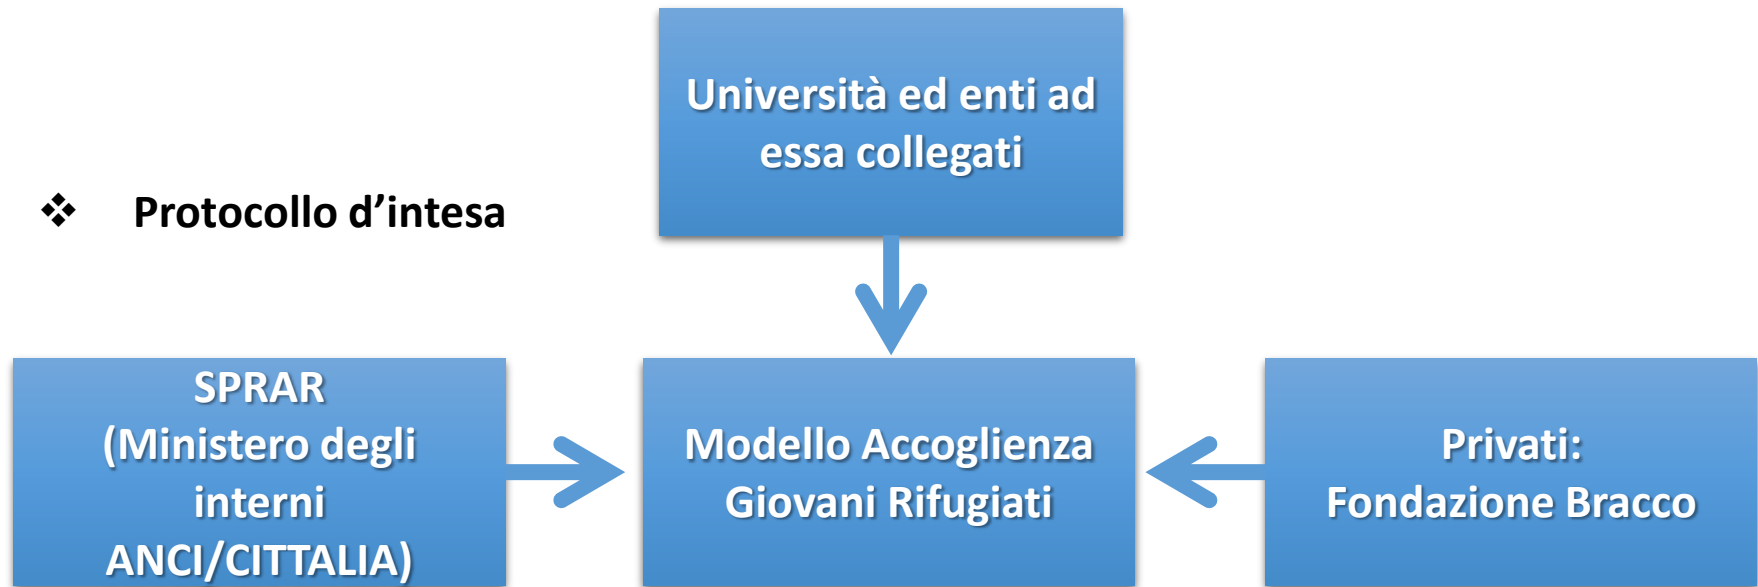 Università ed enti ad
essa collegati
❖ Protocollo d’intesa
SPRAR
(Ministero degli
interni
ANCI/CITTALIA)
Modello Accoglienza
Giovani Rifugiati
Privati:
Fondazione Bracco